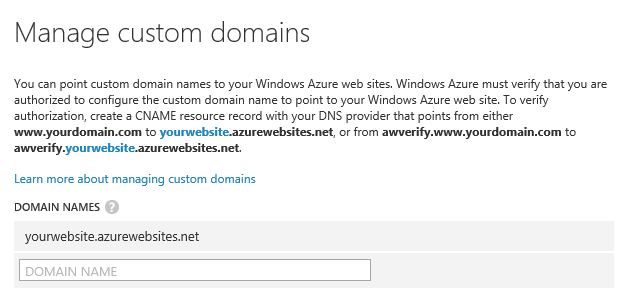 Manage custom domains
You can point custom domain names to your Windows Azure web sites. Windows Azure must verify that you are
authorized to configure the custom domain name to point to your Windows Azure web site. To verify
authorization, create a CNAME resource record with your DNS provider that points from either
www.yourdomain.com to yourwebsite.azurewebsites.net, or from awverify.www.yourdomain.com to
awverify.yourwebsite.azurewebsites.net.
Learn more about managing custom domains
DOMAIN NAMES ?
yourwebsite.azurewebsites.net
DOMAIN NAME